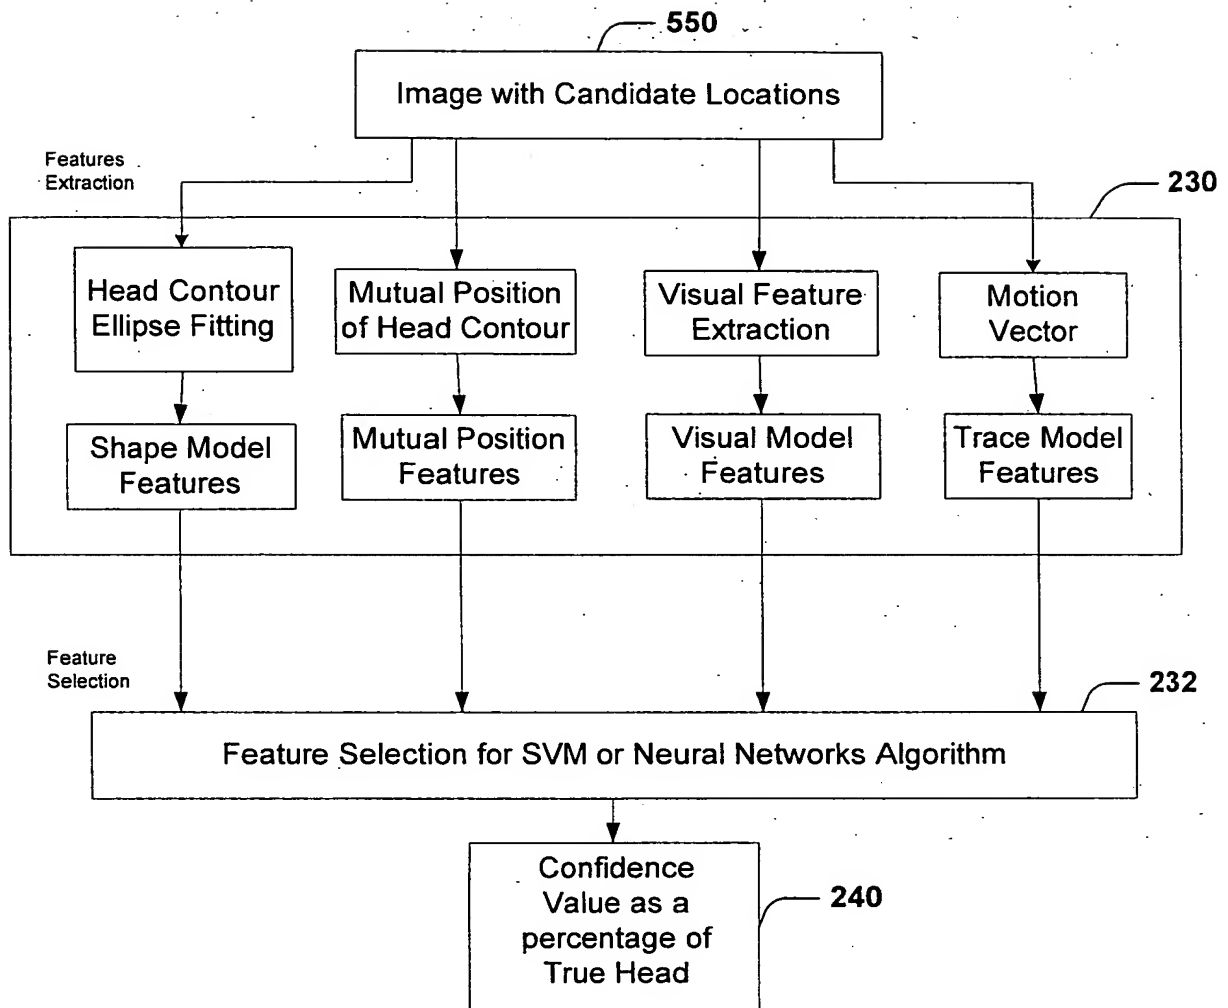 550
Image with Candidate Locations
Features
Extraction
230
Head Contour
Ellipse Fitting
Mutual Position
of Head Contour
Visual Feature
Extraction
Motion
Vector
Shape Model
Features
Mutual Position
Features
Visual Model
Features
Trace Model
Features
Feature
Selection
232
Feature Selection for SVM or Neural Networks Algorithm
Confidence
Value as a
percentage of
True Head
240